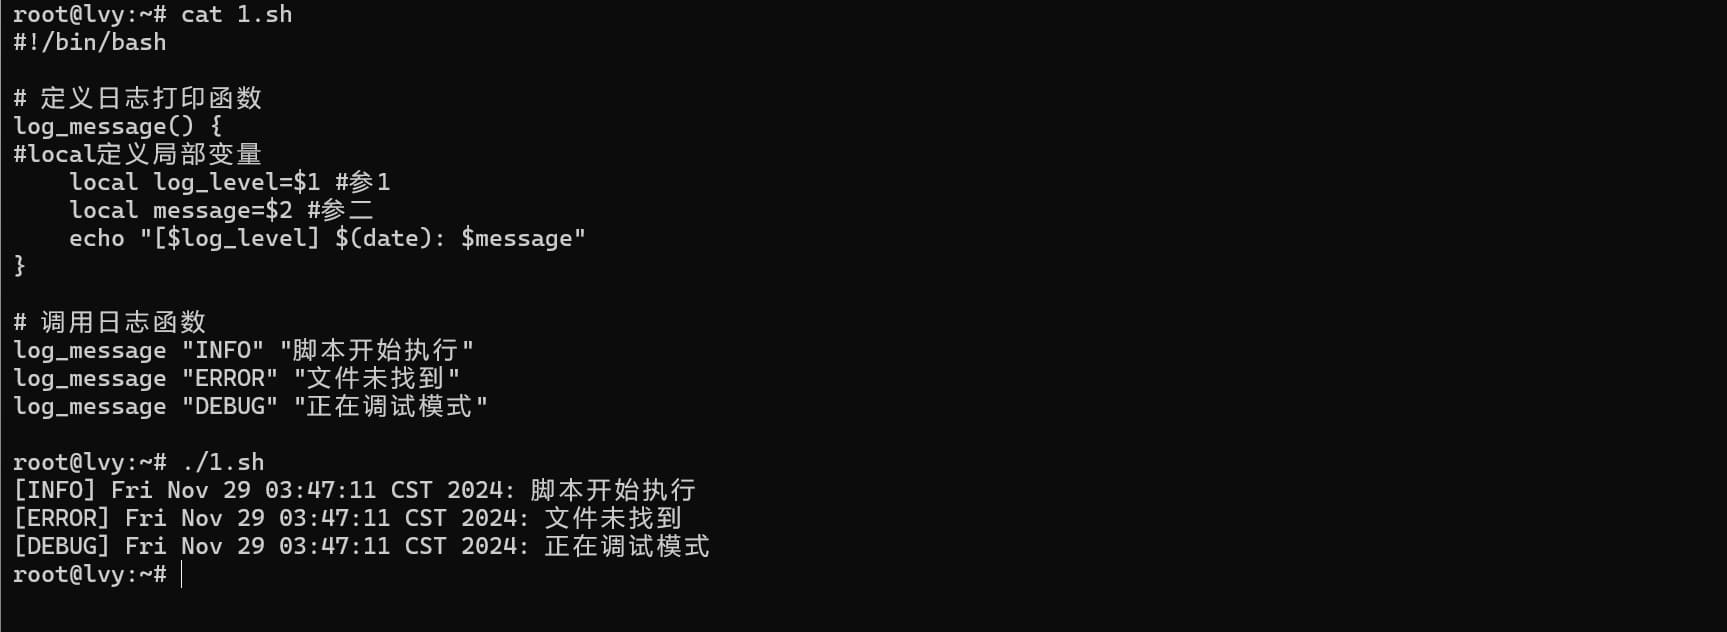 root@lvy:~# cat 1.sh
#!/bin/bash

# 定义日志打印函数
log_message() {
#local定义局部变量
    local log_level=$1 #参1
    local message=$2 #参二
    echo "[$log_level] $(date): $message"
}

# 调用日志函数
log_message "INFO" "脚本开始执行"
log_message "ERROR" "文件未找到"
log_message "DEBUG" "正在调试模式"

root@lvy:~# ./1.sh
[INFO] Fri Nov 29 03:47:11 CST 2024: 脚本开始执行
[ERROR] Fri Nov 29 03:47:11 CST 2024: 文件未找到
[DEBUG] Fri Nov 29 03:47:11 CST 2024: 正在调试模式
root@lvy:~#